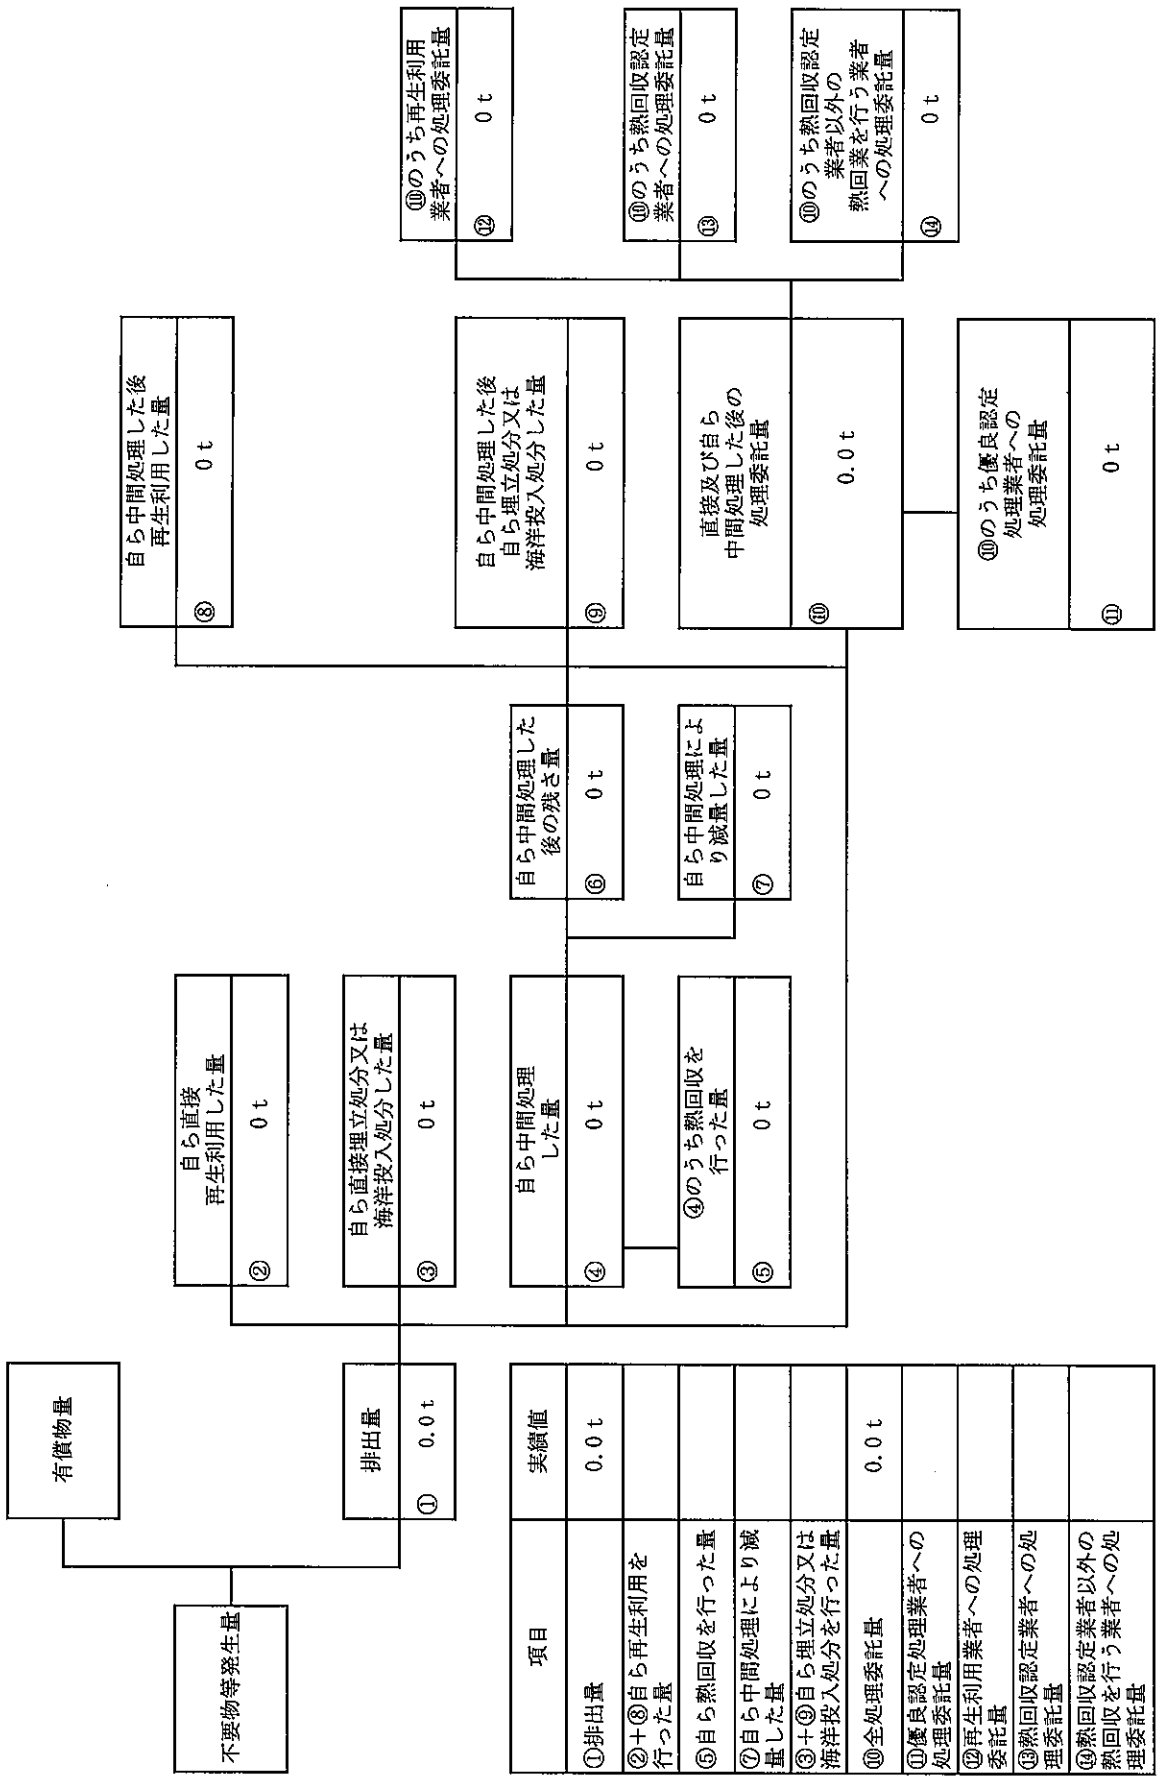 不要物等発生量
有償物量
排出量
① 0.0t
自ら直接
再生利用した量
② 0t
自ら直接埋立処分又は
海洋投入処分した量
③ 0t
自ら中間処理
した量
④ 0t
④のうち熱回収を
行った量
⑤ 0t
自ら中間処理した
後の残さ量
⑥ 0t
自ら中間処理によ
り減量した量
⑦ 0t
自ら中間処理した後
再生利用した量
⑧ 0t
自ら中間処理した後
自ら埋立処分又は
海洋投入処分した量
⑨ 0t
直接及び自ら
中間処理した後の
処理委託量
⑩ 0.0t
⑩のうち優良認定
処理業者への
処理委託量
⑪ 0t
⑩のうち再生利用
業者への処理委託量
⑫ 0t
⑩のうち熱回収認定
業者への処理委託量
⑬ 0t
⑩のうち熱回収認定
業者以外の
熱回業を行う業者
への処理委託量
⑭ 0t
項目 実績値
①排出量 0.0t
②+⑧自ら再生利用を
行った量
⑤自ら熱回収を行った量
⑦自ら中間処理により減
量した量
③+⑨自ら埋立処分又は
海洋投入処分を行った量
⑩全処理委託量 0.0t
⑪優良認定処理業者への
処理委託量
⑫再生利用業者への処理
委託量
⑬熱回収認定業者への処
理委託量
⑭熱回収認定業者以外の
熱回収を行う業者への処
理委託量